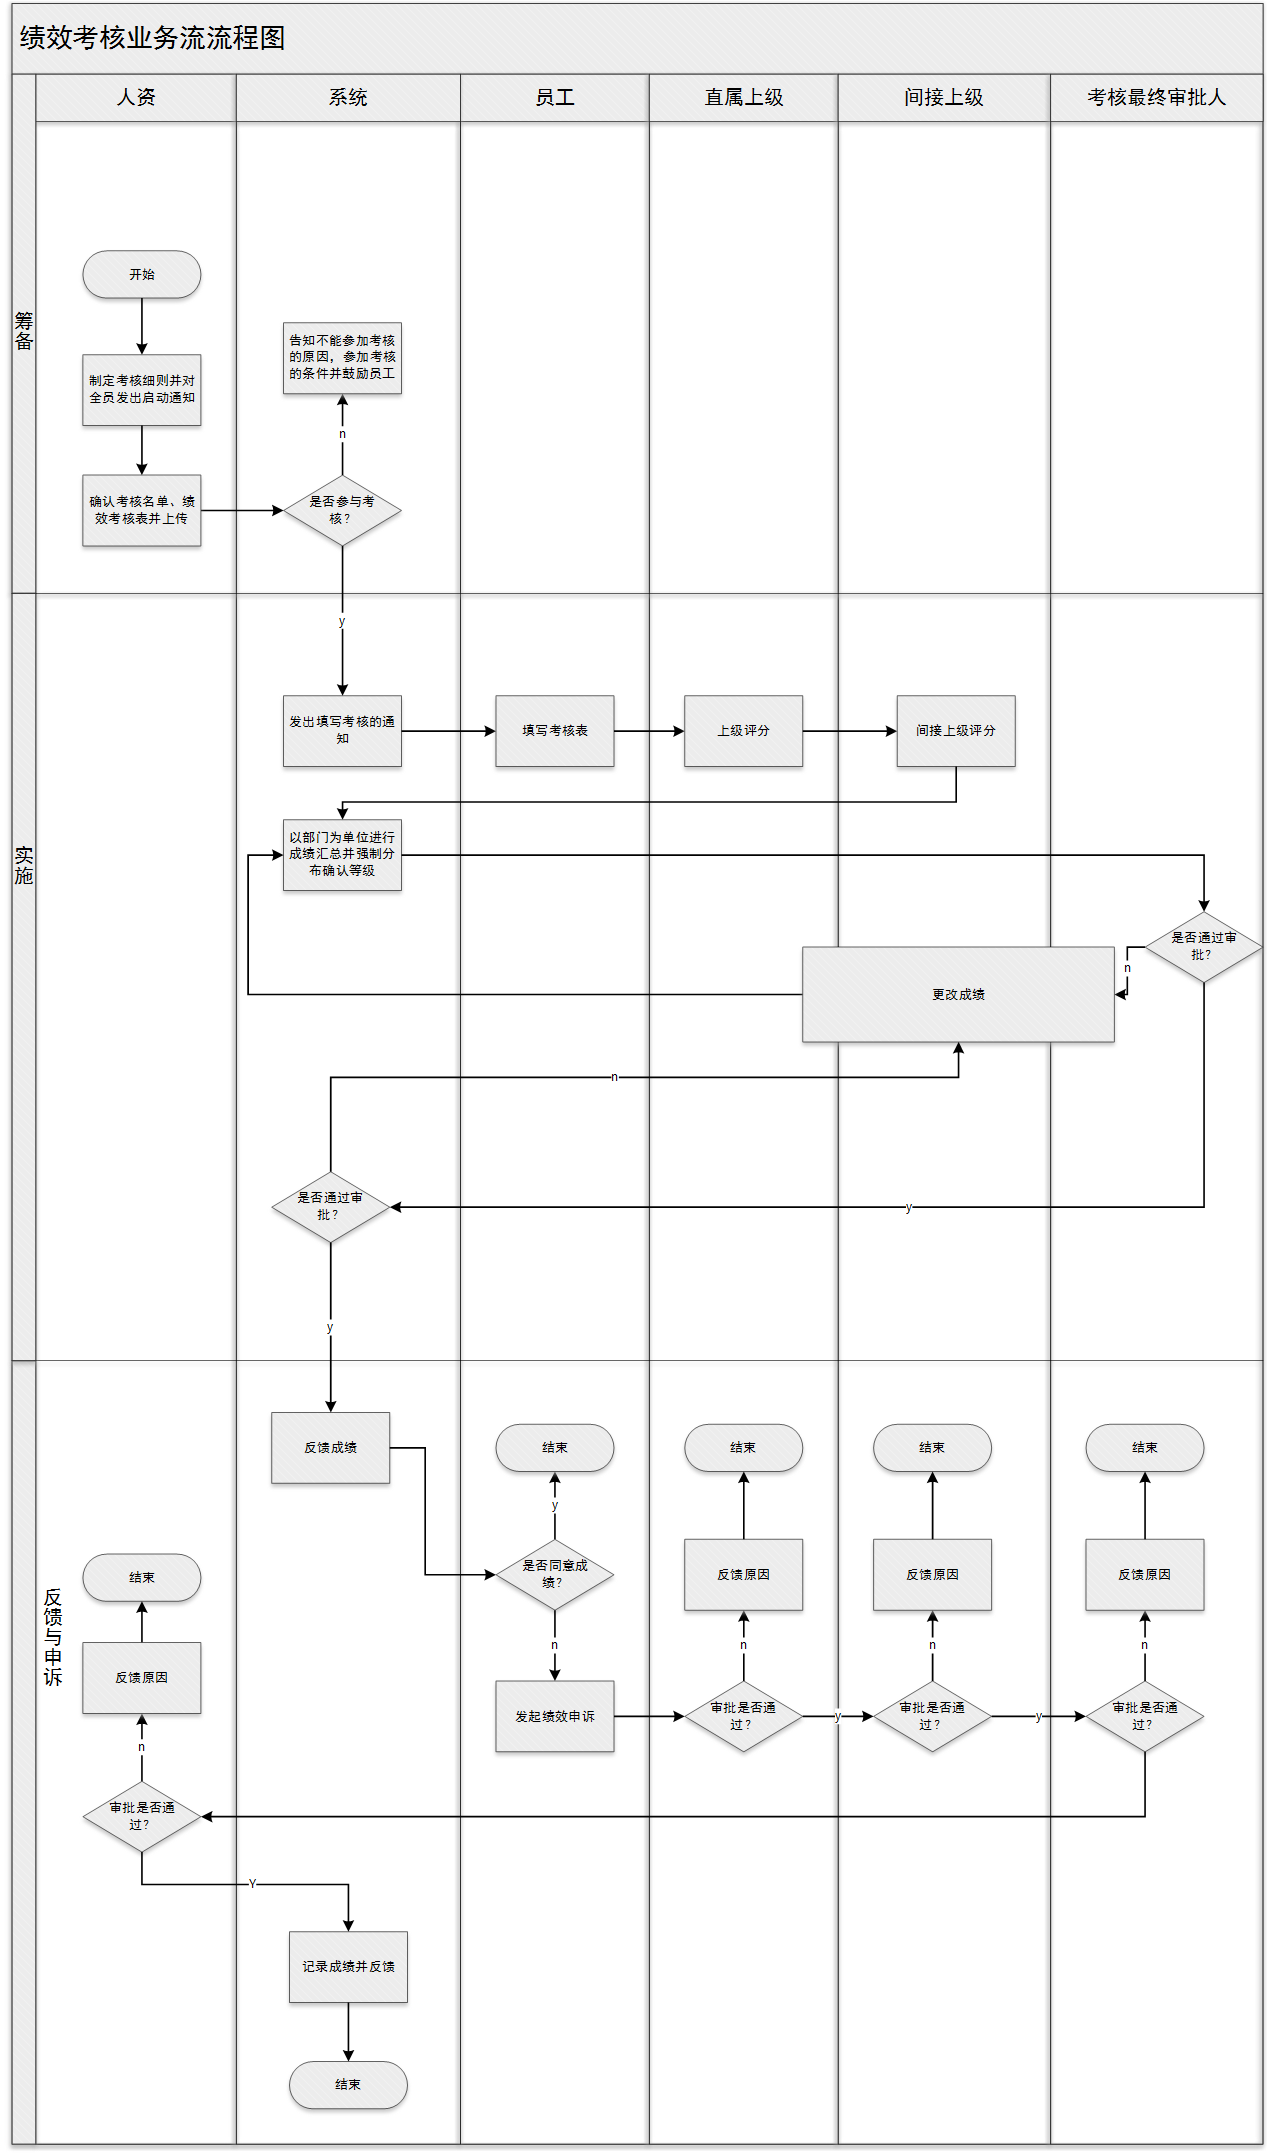 绩效考核业务流流程图
人资
系统
员工
直属上级
间接上级
考核最终审批人
筹备
开始
制定考核细则并对
全员发出启动通知
确认考核名单、绩
效考核表并上传
告知不能参加考核
的原因，参加考核
的条件并鼓励员工
n
是否参与考
核？
y
实施
发出填写考核的通
知
填写考核表
上级评分
间接上级评分
以部门为单位进行
成绩汇总并强制分
布确认等级
是否通过审
批？
n
更改成绩
n
是否通过审
批？
y
y
反馈与申诉
反馈成绩
结束
y
是否同意成
绩？
n
发起绩效申诉
结束
反馈原因
n
审批是否通
过？
y
结束
反馈原因
n
审批是否通
过？
y
结束
反馈原因
n
审批是否通
过？
结束
反馈原因
n
审批是否通
过？
Y
记录成绩并反馈
结束